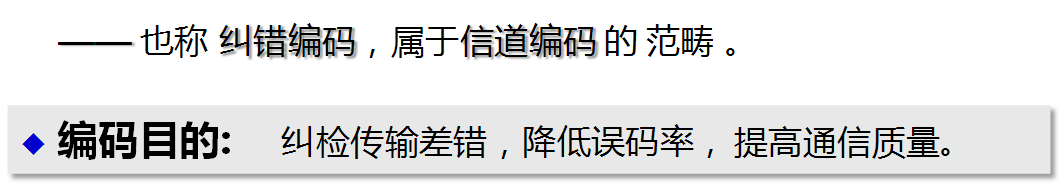 —— 也称 纠错编码，属于信道编码 的 范畴 。
◆ 编码目的: 纠检传输差错，降低误码率， 提高通信质量。